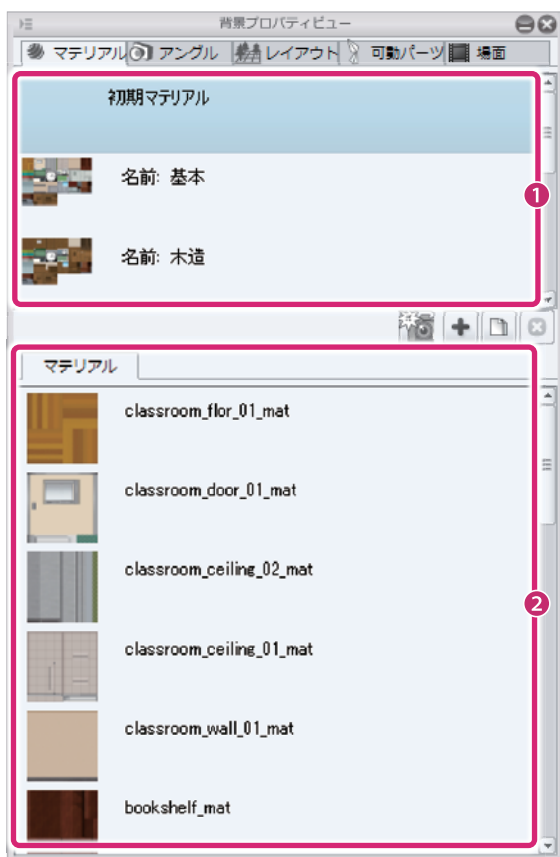 背景プロパティビュー
マテリアル アングル レイアウト 可動パーツ 場面
初期マテリアル
名前: 基本
1
名前: 木造
マテリアル
classroom_flor_01_mat
classroom_door_01_mat
classroom_ceiling_02_mat
2
classroom_ceiling_01_mat
classroom_wall_01_mat
bookshelf_mat